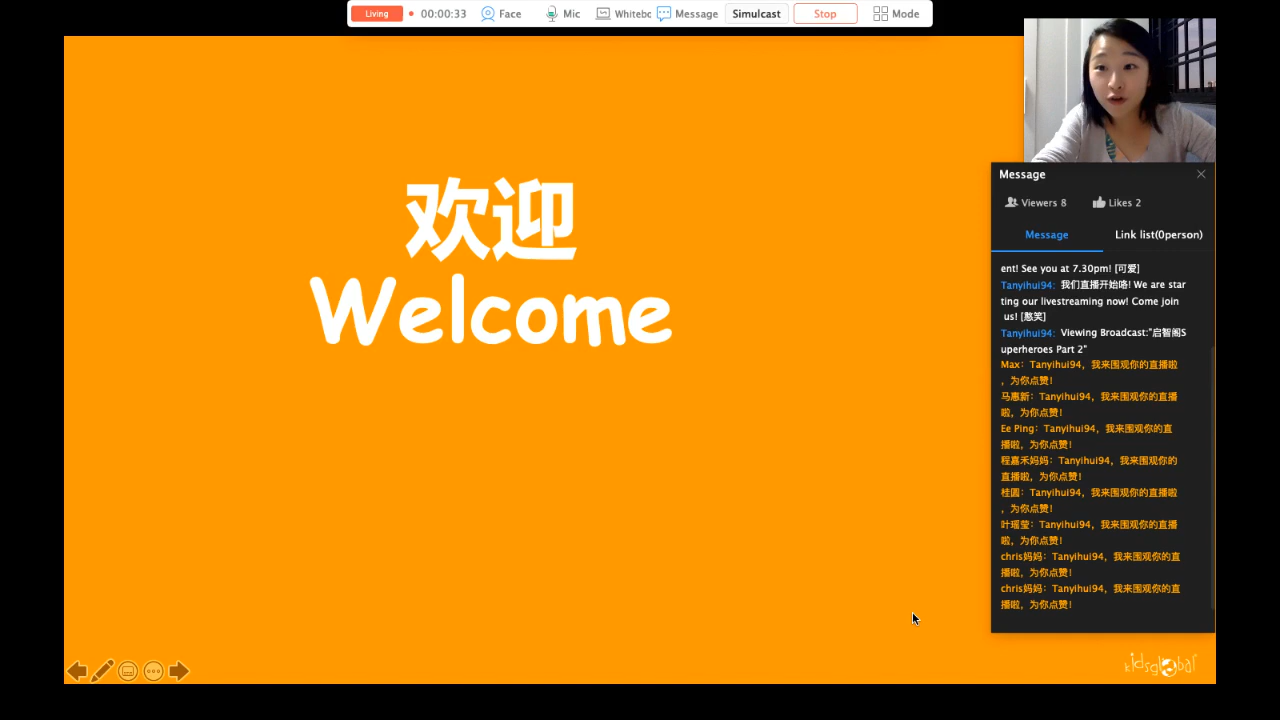 Living 00:00:33 Face Mic Whitebc Message Simulcast Stop Mode
欢迎
Welcome
Message
Viewers 8 Likes 2
Message Link list(0person)
ent! See you at 7.30pm! [可爱]
Tanyihui94: 我们直播开始咯! We are star
ting our livestreaming now! Come join
us! [憨笑]
Tanyihui94: Viewing Broadcast:"启智阁S
uperheroes Part 2"
Max: Tanyihui94, 我来围观你的直播啦
, 为你点赞!
马惠新: Tanyihui94, 我来围观你的直播
啦, 为你点赞!
Ee Ping: Tanyihui94, 我来围观你的直
播啦, 为你点赞!
程嘉禾妈妈: Tanyihui94, 我来围观你的
直播啦, 为你点赞!
桂圆: Tanyihui94, 我来围观你的直播啦
, 为你点赞!
叶瑶莹: Tanyihui94, 我来围观你的直播
啦, 为你点赞!
chris妈妈: Tanyihui94, 我来围观你的直
播啦, 为你点赞!
chris妈妈: Tanyihui94, 我来围观你的直
播啦, 为你点赞!
kidsglobal